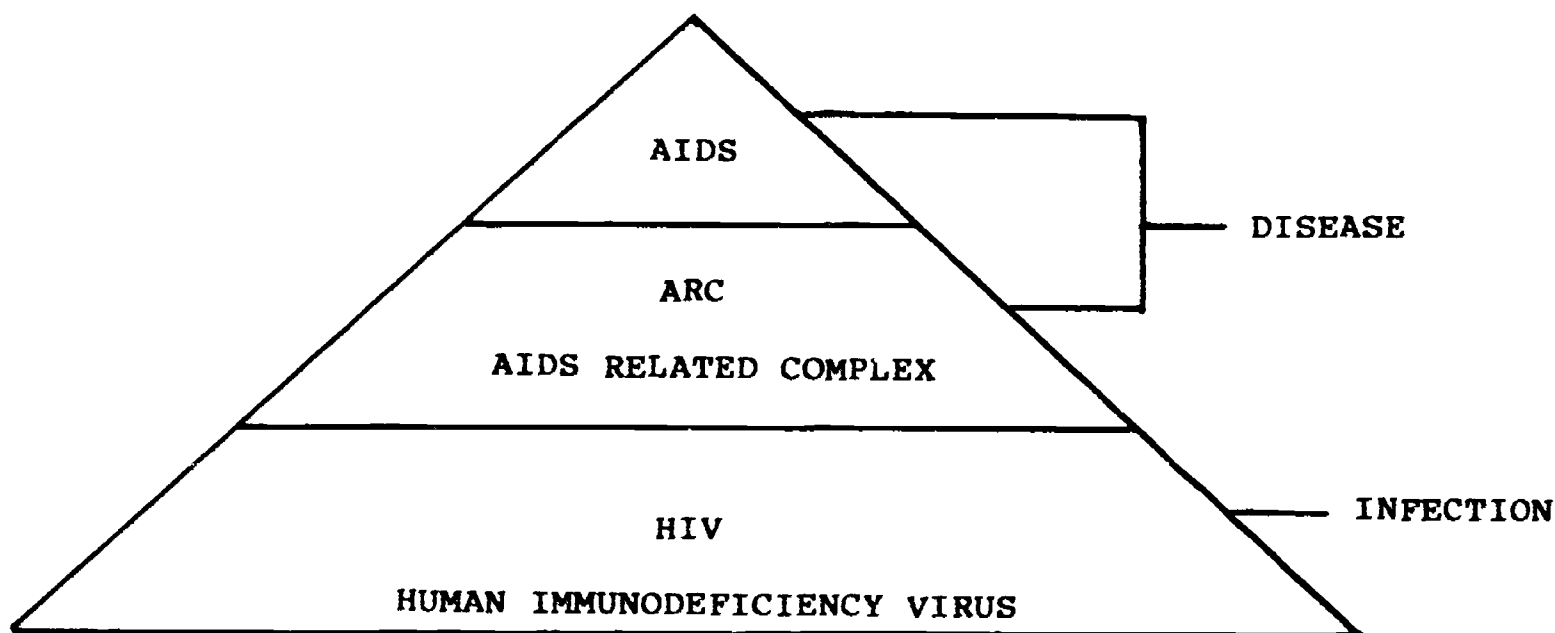 AIDS
DISEASE
ARC
AIDS RELATED COMPLEX
INFECTION
HIV
HUMAN IMMUNODEFICIENCY VIRUS